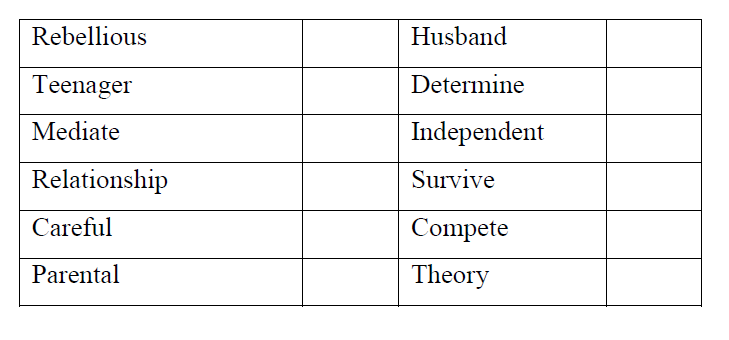 Rebellious Husband
Teenager Determine
Mediate Independent
Relationship Survive
Careful Compete
Parental Theory